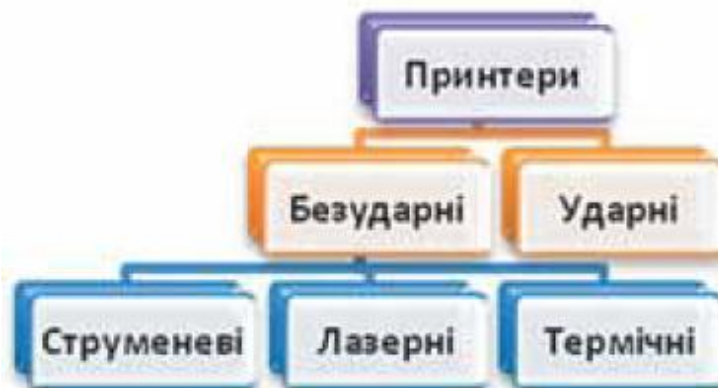 Принтери
Безударні Ударні
Струменеві Лазерні Термічні